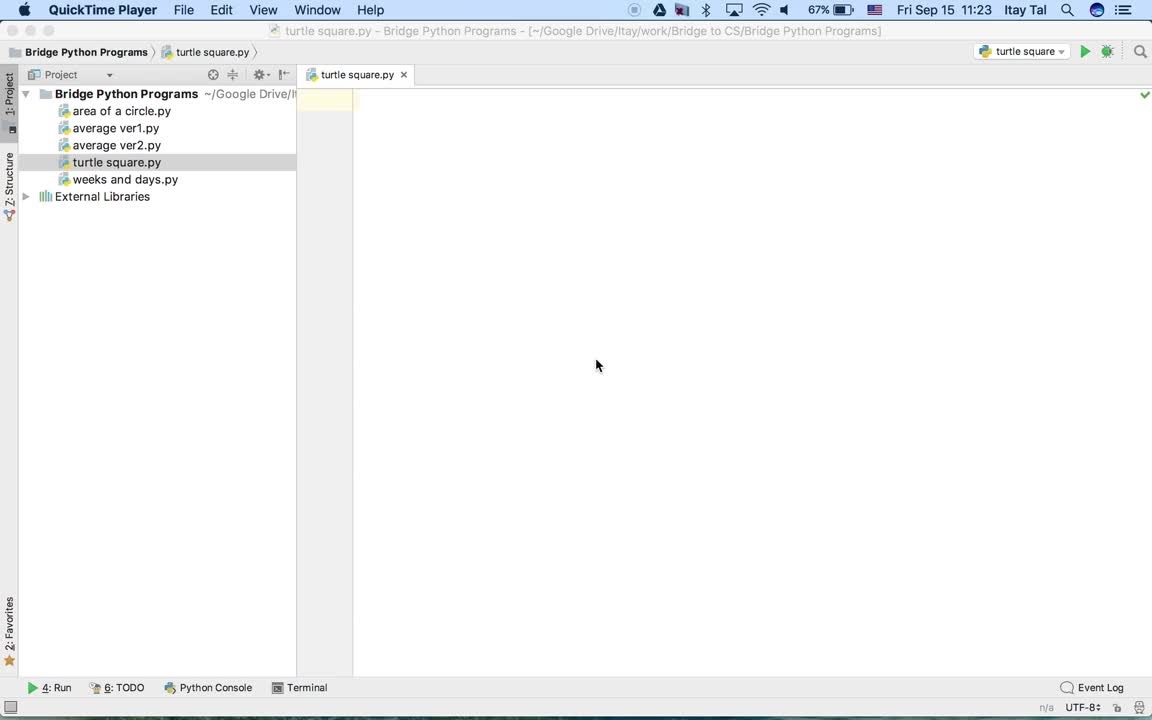 QuickTime Player File Edit View Window Help 67% Fri Sep 15 11:23 Itay Tal
turtle square.py - Bridge Python Programs - [~/Google Drive/Itay/work/Bridge to CS/Bridge Python Programs]
Bridge Python Programs turtle square.py turtle square
Project turtle square.py
1: Project
Bridge Python Programs ~/Google Drive/It
area of a circle.py
average ver1.py
average ver2.py
turtle square.py
weeks and days.py
External Libraries
7: Structure
2: Favorites
4: Run 6: TODO Python Console Terminal Event Log
n/a UTF-8